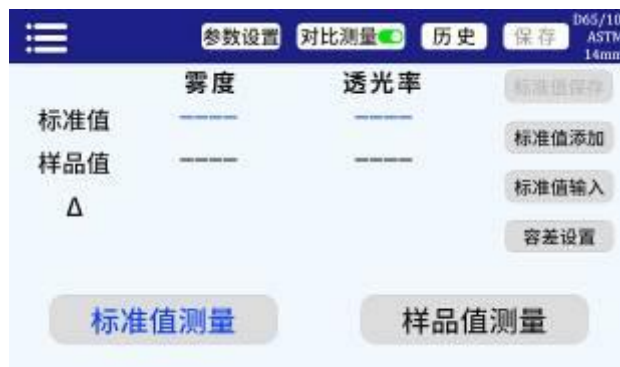 参数设置 对比测量 历史 保存 D65/10
ASTM
14mm
雾度 透光率
标准值保存
标准值 ---- ----
标准值添加
样品值 ---- ----
标准值输入
Δ
容差设置
标准值测量 样品值测量